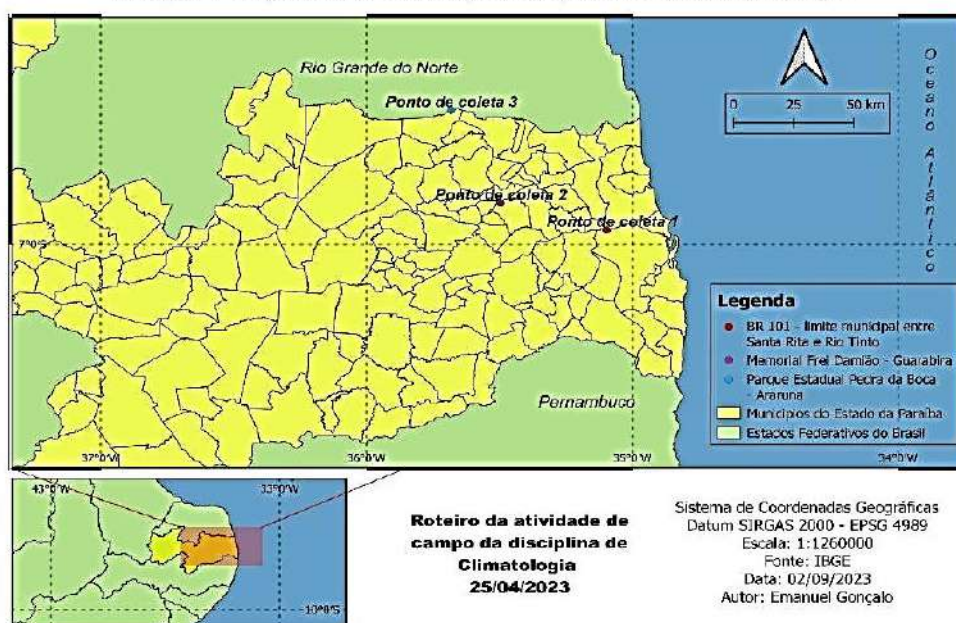 Rio Grande do Norte
Ponto de coleta 3
Ponto de coleta 2
Ponto de coleta 1
7°0'S
0 25 50 km
Oceano Atlântico
Pernambuco
Legenda
BR 101 - limite municipal entre
Santa Rita e Rio Tinto
Memorial Frei Damião - Guarabira
Parque Estadual Pedra da Boca
- Araruna
Municípios do Estado da Paraíba
Estados Federativos do Brasil
37°0'W 36°0'W 35°0'W 34°0'W
43°0'W 33°0'W
10°0'S
Roteiro da atividade de
campo da disciplina de
Climatologia
25/04/2023
Sistema de Coordenadas Geográficas
Datum SIRGAS 2000 - EPSG 4989
Escala: 1:1260000
Fonte: IBGE
Data: 02/09/2023
Autor: Emanuel Gonçalo